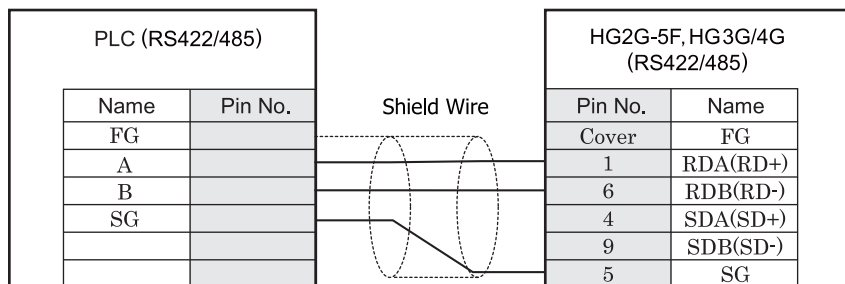 PLC (RS422/485)
Name Pin No.
FG
A
B
SG
Shield Wire
HG2G-5F, HG3G/4G
(RS422/485)
Pin No. Name
Cover FG
1 RDA(RD+)
6 RDB(RD-)
4 SDA(SD+)
9 SDB(SD-)
5 SG